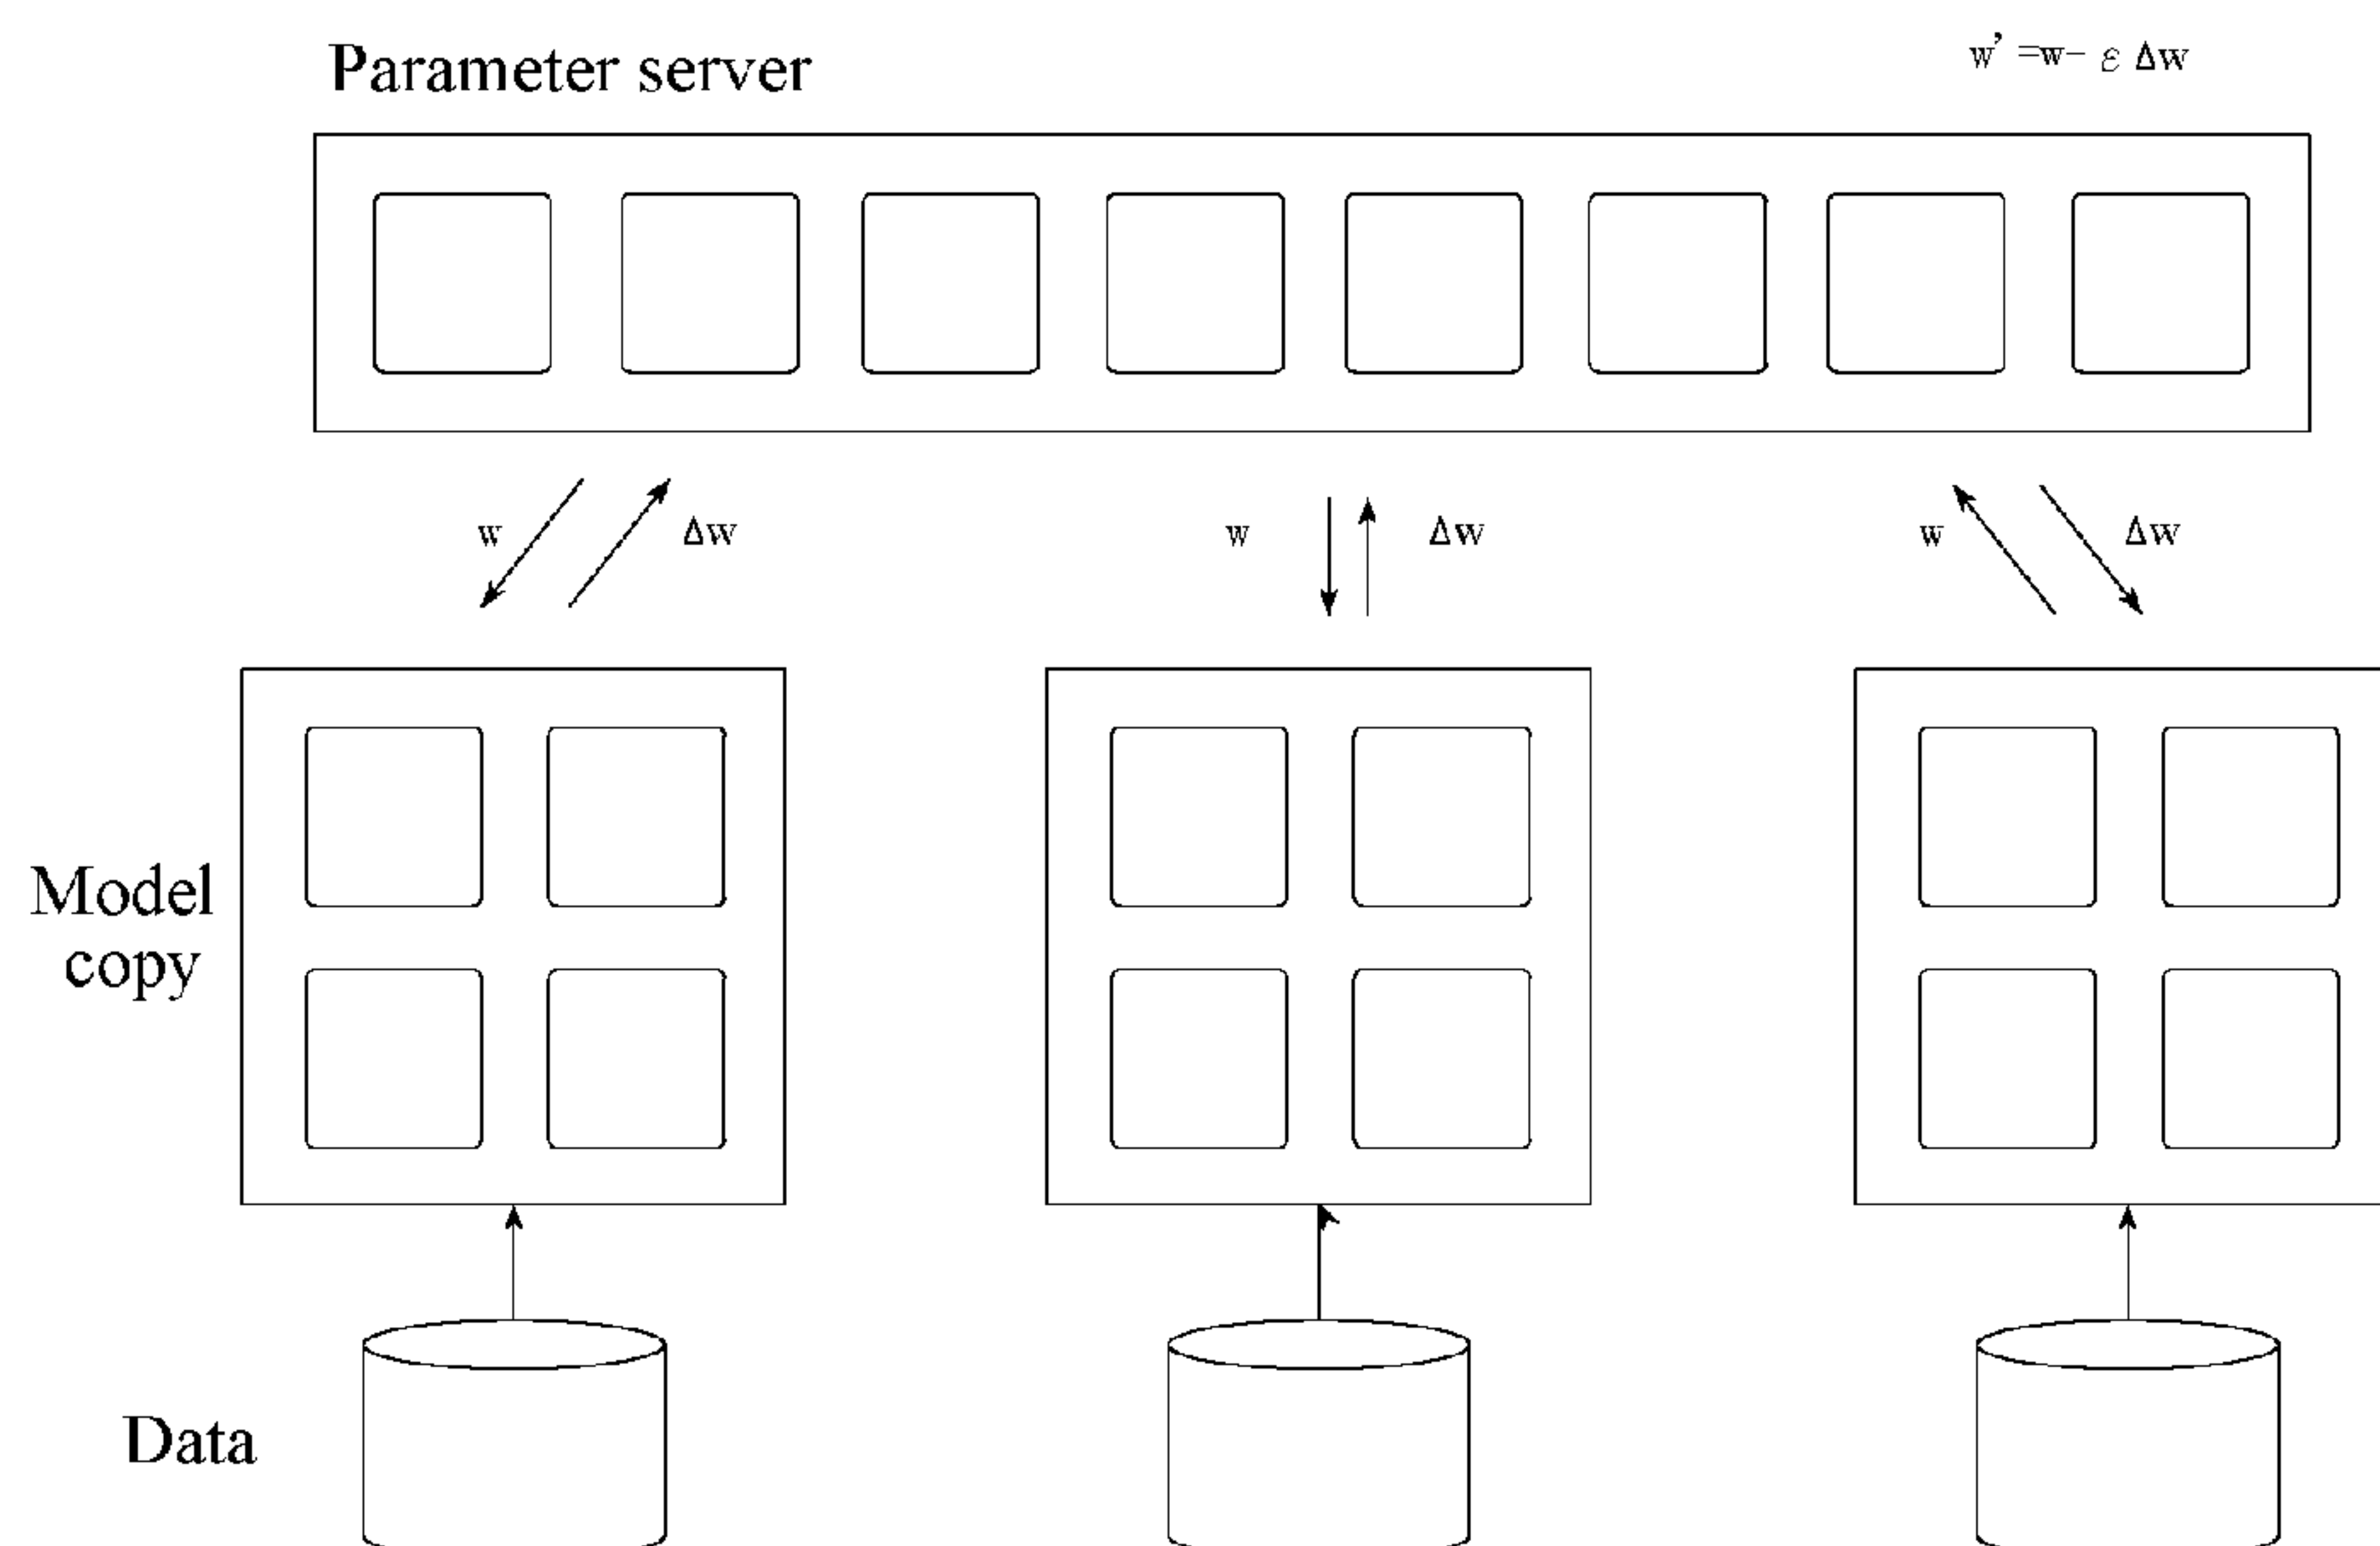 Parameter server
w’ =w− ε Δw
w
Δw
w
Δw
w
Δw
Model
copy
Data